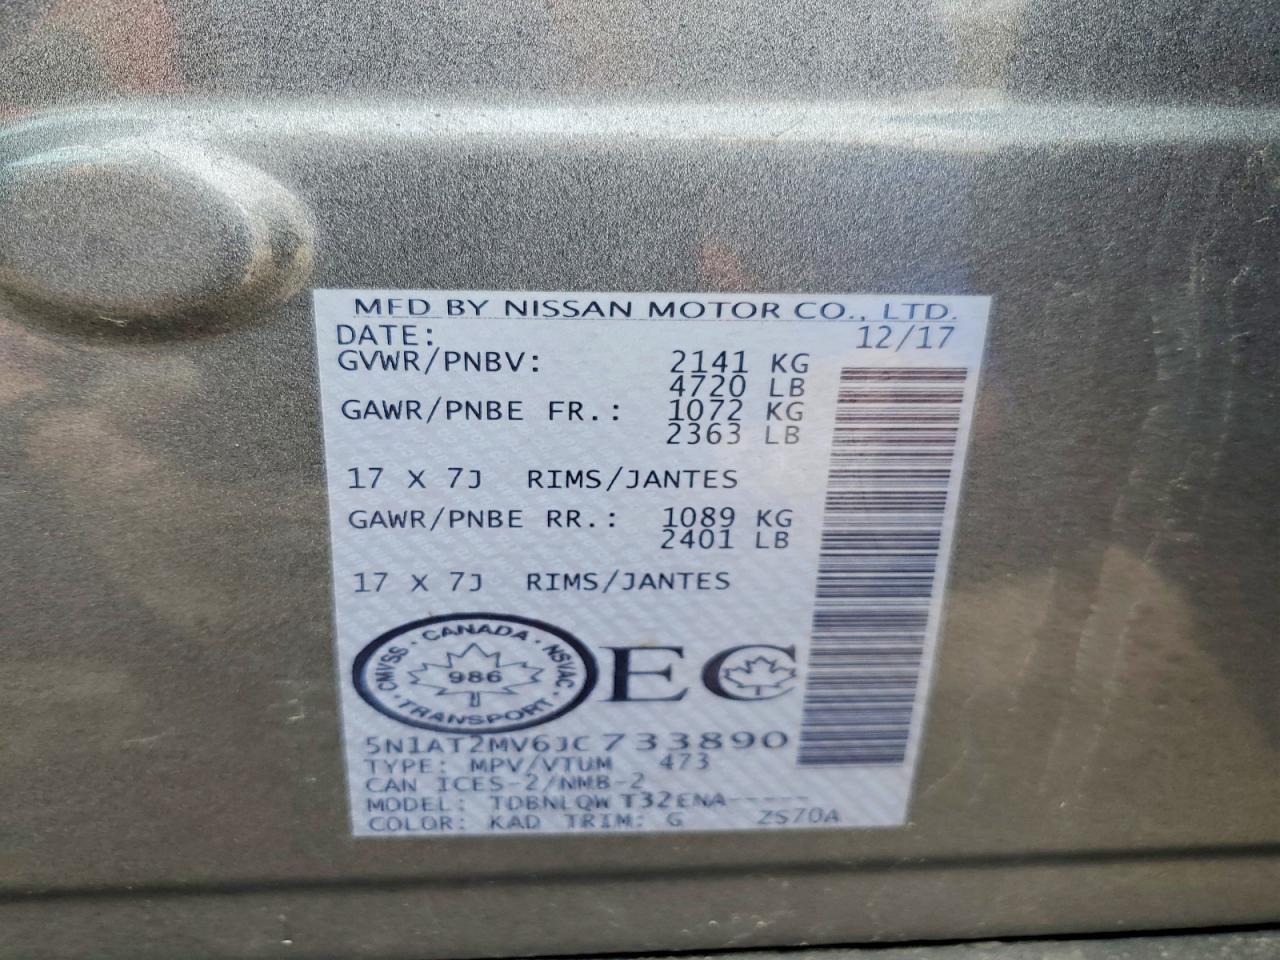 MFD BY NISSAN MOTOR CO., LTD.
DATE: 12/17
GVWR/PNBV: 2141 KG
4720 LB
GAWR/PNBE FR.: 1072 KG
2363 LB
17 X 7J RIMS/JANTES
GAWR/PNBE RR.: 1089 KG
2401 LB
17 X 7J RIMS/JANTES
CMVSS · CANADA · NSVAC · TRANSPORT ·
986
EC
5N1AT2MV6JC733890
TYPE: MPV/VTUM 473
CAN ICES-2/NMB-2
MODEL: TDBNLQW T32ENA-----
COLOR: KAD TRIM: G ZS70A